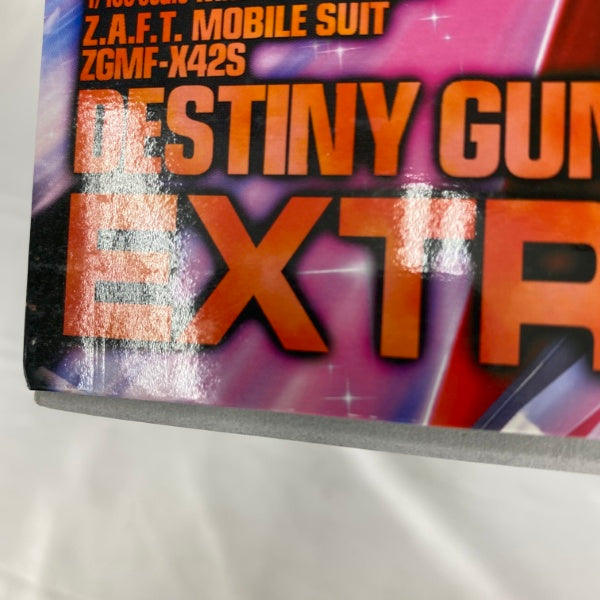 Z.A.F.T. MOBILE SUIT
ZGMF-X42S
DESTINY GUN
EXTR